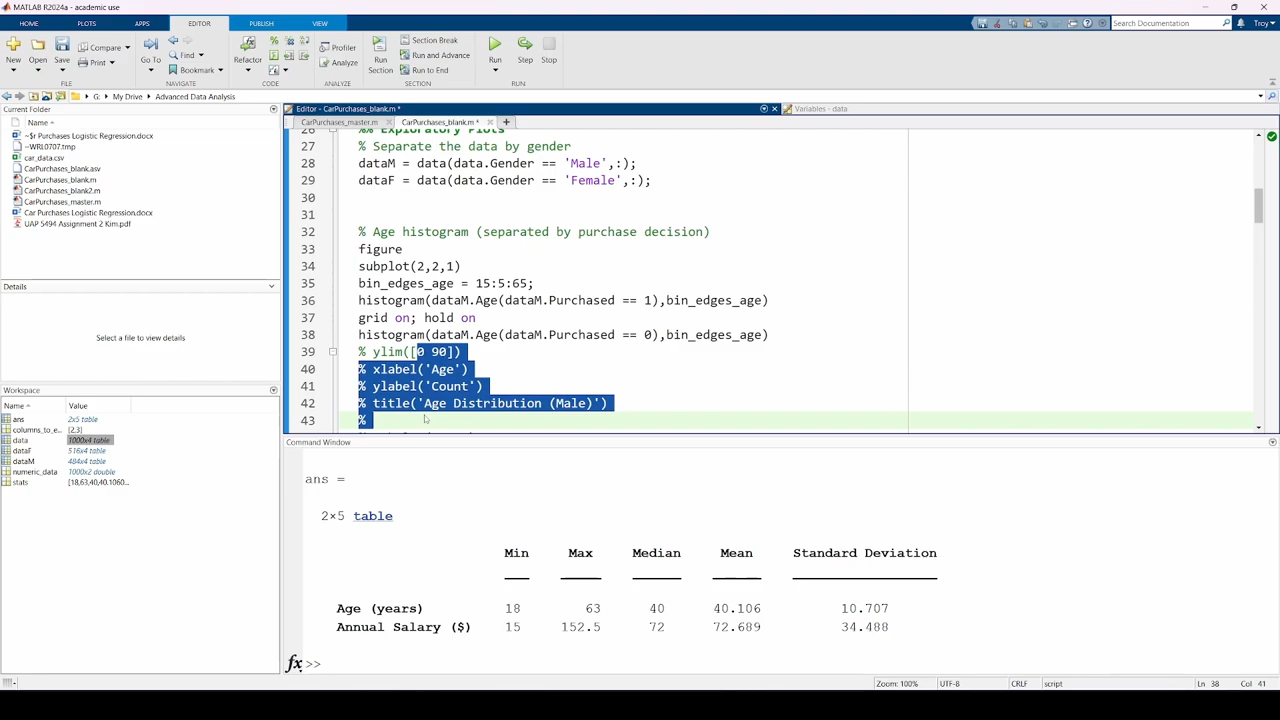 MATLAB R2024a - academic use
HOME PLOTS APPS EDITOR PUBLISH VIEW
Search Documentation Troy
New Open Save Compare Print
Go To Find Bookmark
Refactor
Profiler
Analyze
Run Section
Section Break
Run and Advance
Run to End
Run Step Stop
FILE NAVIGATE CODE ANALYZE SECTION RUN
G: My Drive Advanced Data Analysis
Current Folder
Name
~$r Purchases Logistic Regression.docx
~WRL0707.tmp
car_data.csv
CarPurchases_blank.asv
CarPurchases_blank.m
CarPurchases_blank2.m
CarPurchases_master.m
Car Purchases Logistic Regression.docx
UAP 5494 Assignment 2 Kim.pdf
Details
Select a file to view details
Workspace
Name Value
ans 2x5 table
columns_to_e... [2,3]
data 1000x4 table
dataF 516x4 table
dataM 484x4 table
numeric_data 1000x2 double
stats [18,63,40,40.1060...
Editor - CarPurchases_blank.m *
Variables - data
CarPurchases_master.m CarPurchases_blank.m *
26 %% Exploratory Plots
27 % Separate the data by gender
28 dataM = data(data.Gender == 'Male',:);
29 dataF = data(data.Gender == 'Female',:);
30
31
32 % Age histogram (separated by purchase decision)
33 figure
34 subplot(2,2,1)
35 bin_edges_age = 15:5:65;
36 histogram(dataM.Age(dataM.Purchased == 1),bin_edges_age)
37 grid on; hold on
38 histogram(dataM.Age(dataM.Purchased == 0),bin_edges_age)
39 % ylim([0 90])
40 % xlabel('Age')
41 % ylabel('Count')
42 % title('Age Distribution (Male)')
43 %
Command Window
ans =
2×5 table
Min Max Median Mean Standard Deviation
Age (years) 18 63 40 40.106 10.707
Annual Salary ($) 15 152.5 72 72.689 34.488
fx >>
Zoom: 100% UTF-8 CRLF script Ln 38 Col 41